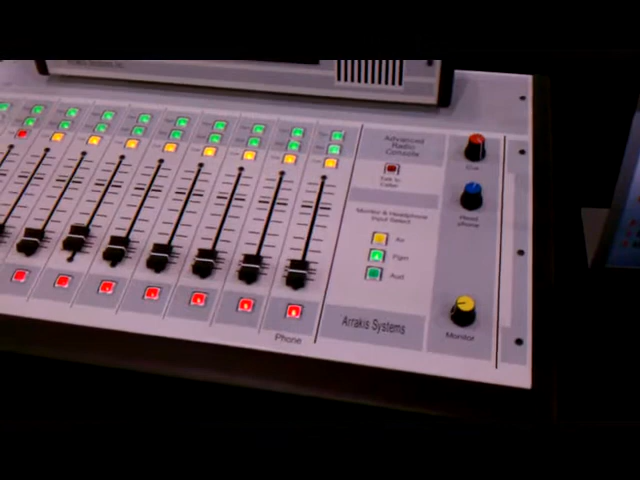 Advanced
Radio
Console
Cue
Talk to
Caller
Head
phone
Monitor & Headphone
Input Select
Air
Pgm
Aud
Arrakis Systems
Monitor
Phone